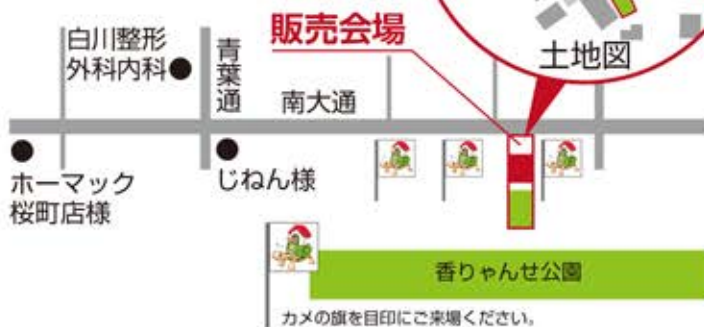 白川整形
外科内科
青葉通
販売会場
土地図
南大通
ホーマック
桜町店様
じねん様
香りゃんせ公園
カメの旗を目印にご来場ください。